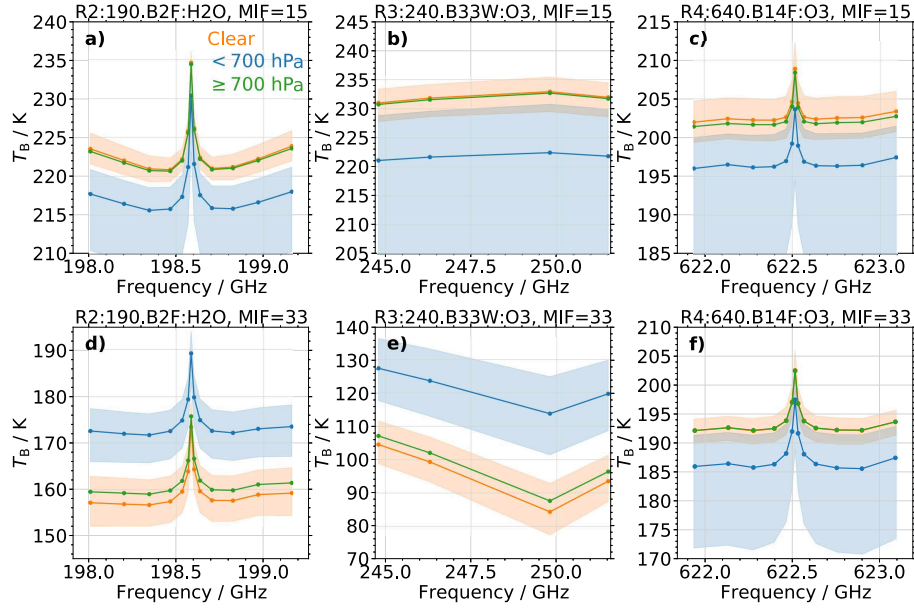 R2:190.B2F:H2O, MIF=15
R3:240.B33W:O3, MIF=15
R4:640.B14F:O3, MIF=15
a)
Clear
< 700 hPa
≥ 700 hPa
240
235
230
225
220
215
210
T_B / K
198.0
198.5
199.0
Frequency / GHz
b)
245
240
235
230
225
220
215
210
205
T_B / K
245.0
247.5
250.0
Frequency / GHz
c)
215
210
205
200
195
190
185
T_B / K
622.0
622.5
623.0
Frequency / GHz
R2:190.B2F:H2O, MIF=33
R3:240.B33W:O3, MIF=33
R4:640.B14F:O3, MIF=33
d)
190
180
170
160
150
T_B / K
198.0
198.5
199.0
Frequency / GHz
e)
140
130
120
110
100
90
80
70
T_B / K
245.0
247.5
250.0
Frequency / GHz
f)
210
205
200
195
190
185
180
175
170
T_B / K
622.0
622.5
623.0
Frequency / GHz